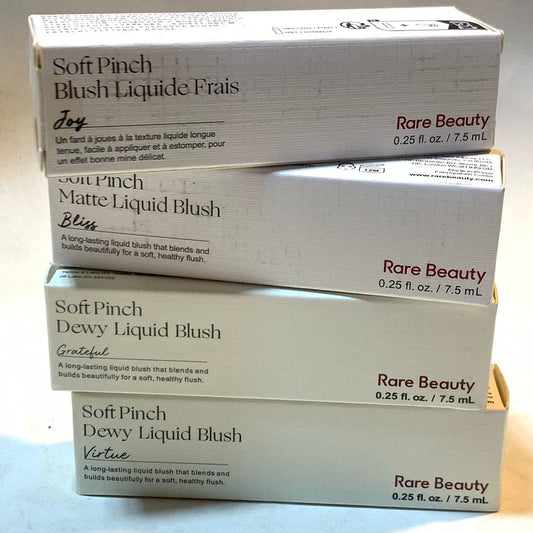 Soft Pinch
Blush Liquide Frais
Joy
Un fard à joues à la texture liquide longue
tenue, facile à appliquer et à estomper, pour
un effet bonne mine délicat.
Rare Beauty
0.25 fl. oz. / 7.5 mL
Soft Pinch
Matte Liquid Blush
Bliss
A long-lasting liquid blush that blends and
builds beautifully for a soft, healthy flush.
12M
www.rarebeauty.com
Rare Beauty
0.25 fl. oz. / 7.5 mL
Soft Pinch
Dewy Liquid Blush
Grateful
A long-lasting liquid blush that blends and
builds beautifully for a soft, healthy flush.
Rare Beauty
0.25 fl. oz. / 7.5 mL
Soft Pinch
Dewy Liquid Blush
Virtue
A long-lasting liquid blush that blends and
builds beautifully for a soft, healthy flush.
Rare Beauty
0.25 fl. oz. / 7.5 mL